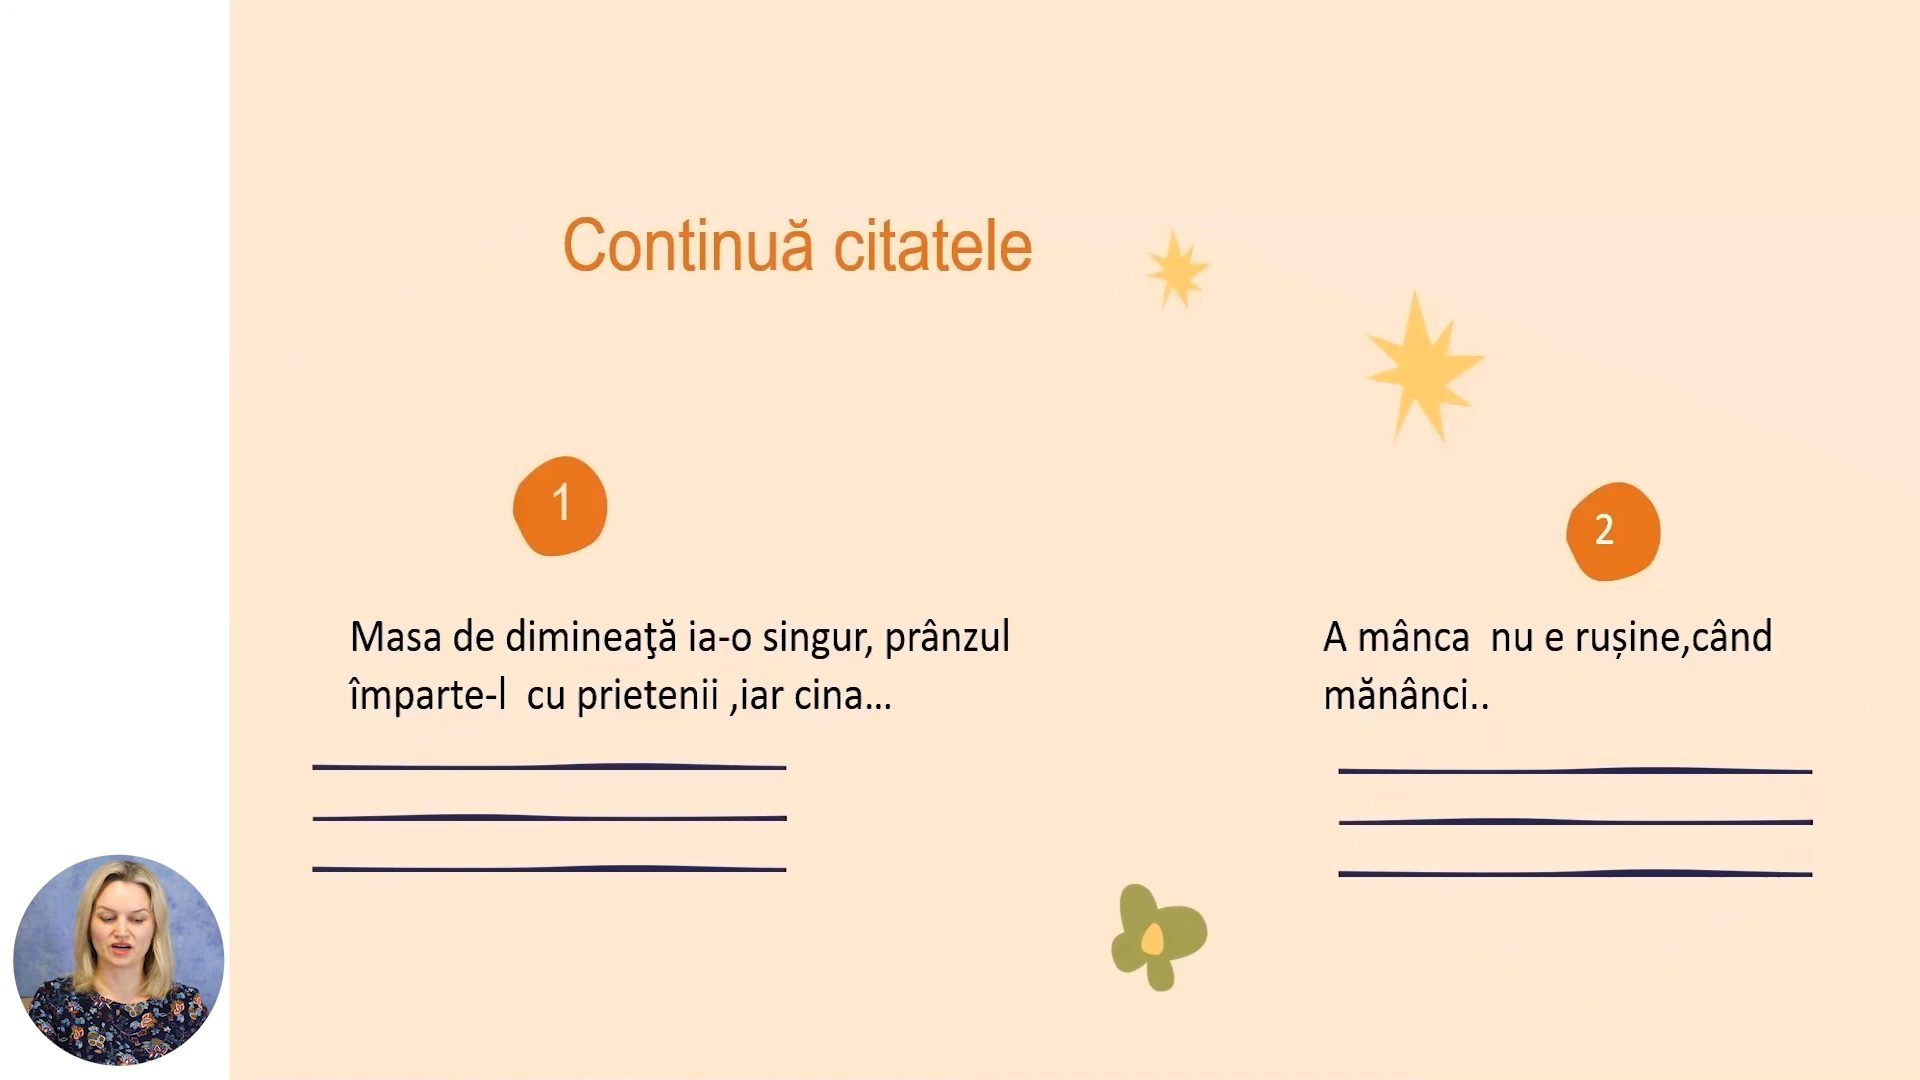 Continuă citatele
1
Masa de dimineaţă ia-o singur, prânzul
împarte-l  cu prietenii ,iar cina...
2
A mânca  nu e rușine,când
mănânci..